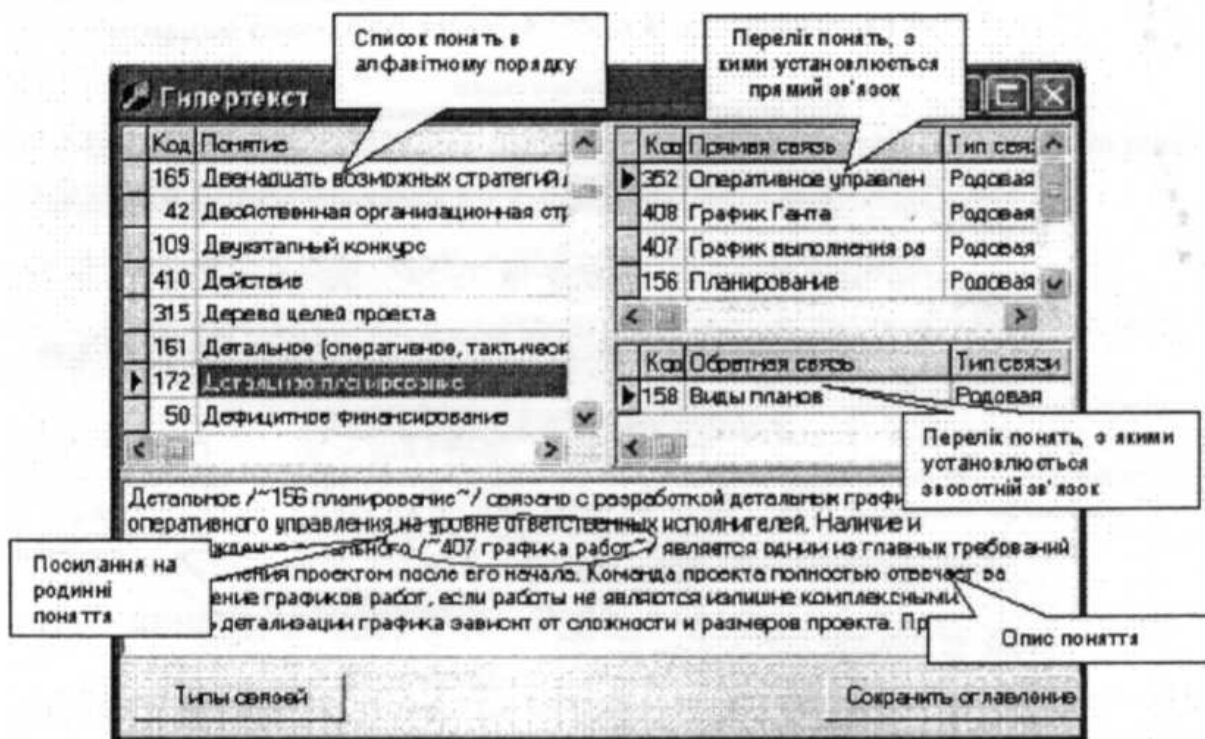 Список понять в
алфавітному порядку
Перелік понять, з
кими установлюється
прямий зв'язок
Гипертекст
Код Понятие
165 Двенадцать возможных стратегий
42 Двойственная организационная стр
109 Двухэтапный конкурс
410 Действие
315 Дерево целей проекта
161 Детальное (оперативное, тактическ
172 Детальное планирование
50 Дефицитное финансирование
Код Прямая связь Тип связ
352 Оперативное управлен Родовая
408 График Ганта Родовая
407 График выполнения ра Родовая
156 Планирование Родовая
Код Обратная связь Тип связи
158 Виды планов Родовая
Перелік понять, з якими
установлюється
зворотній зв'язок
Детальное /~156 планирование~/ связано с разработкой детальных графи
оперативного управления на уровне ответственных исполнителей. Наличие и
/~407 графика работ~/ является одним из главных требований
проектом после его начала. Команда проекта полностью отвечает за
ение графиков работ, если работы не являются излишне комплексными
ь детализации графика зависит от сложности и размеров проекта. Пр
Посилання на
родинні
поняття
Опис поняття
Типы связей
Сохранить оглавление